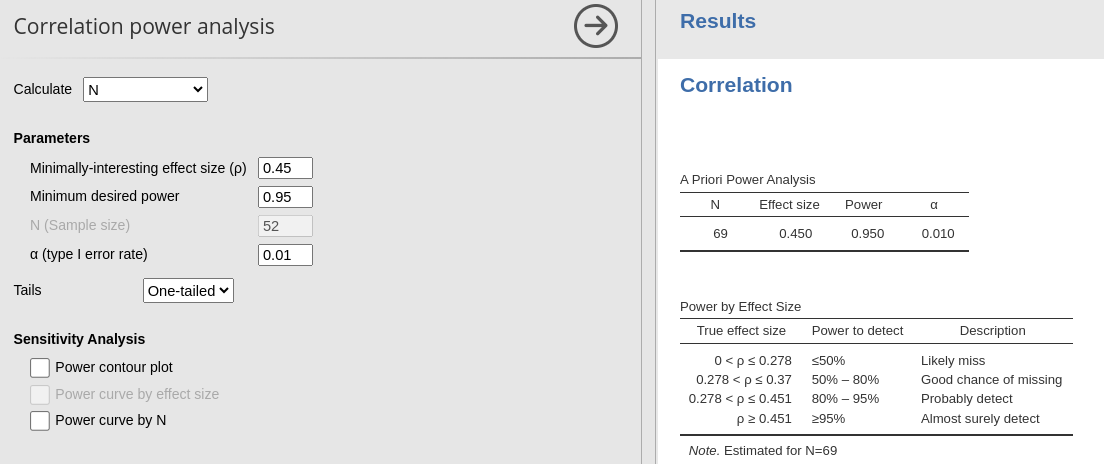 Correlation power analysis
Calculate N
Parameters
Minimally-interesting effect size (ρ) 0.45
Minimum desired power 0.95
N (Sample size) 52
α (type I error rate) 0.01
Tails One-tailed
Sensitivity Analysis
Power contour plot
Power curve by effect size
Power curve by N
Results
Correlation
A Priori Power Analysis
N Effect size Power α
69 0.450 0.950 0.010
Power by Effect Size
True effect size Power to detect Description
0 < ρ ≤ 0.278 ≤50% Likely miss
0.278 < ρ ≤ 0.37 50% – 80% Good chance of missing
0.278 < ρ ≤ 0.451 80% – 95% Probably detect
ρ ≥ 0.451 ≥95% Almost surely detect
Note. Estimated for N=69